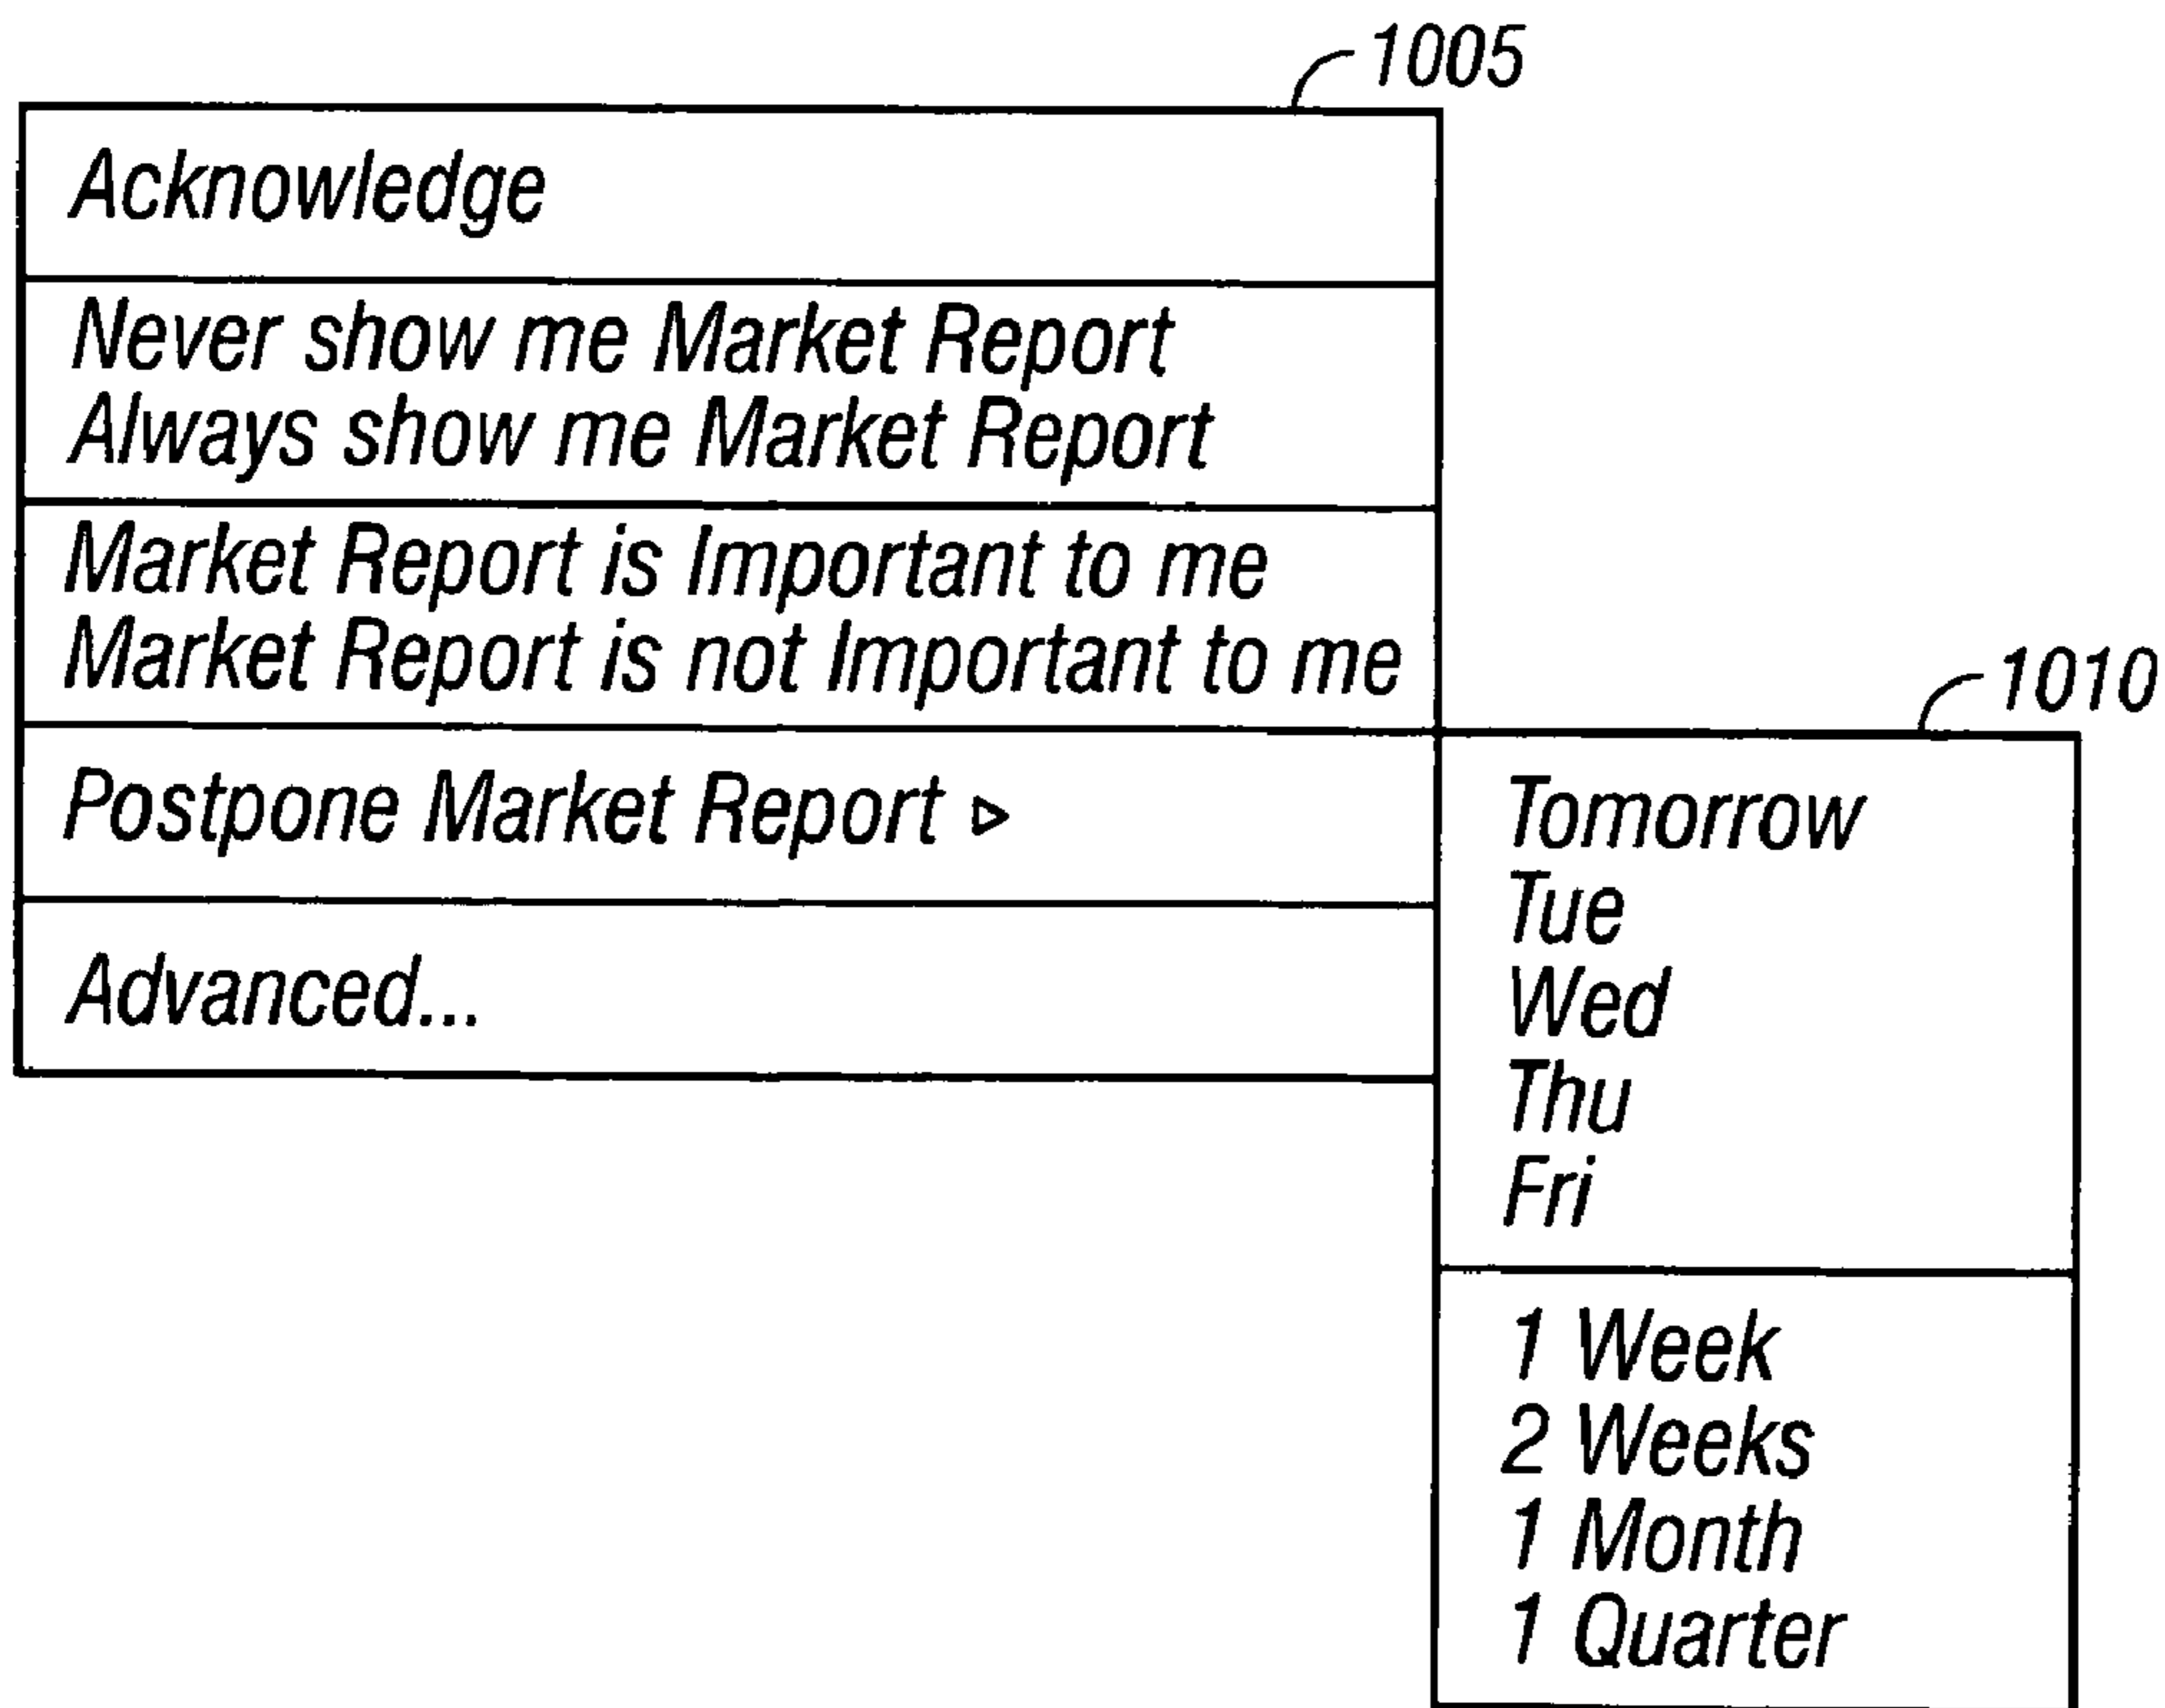 1005
Acknowledge
Never show me Market Report
Always show me Market Report
Market Report is Important to me
Market Report is not Important to me
1010
Postpone Market Report ▹
Advanced...
Tomorrow
Tue
Wed
Thu
Fri
1 Week
2 Weeks
1 Month
1 Quarter